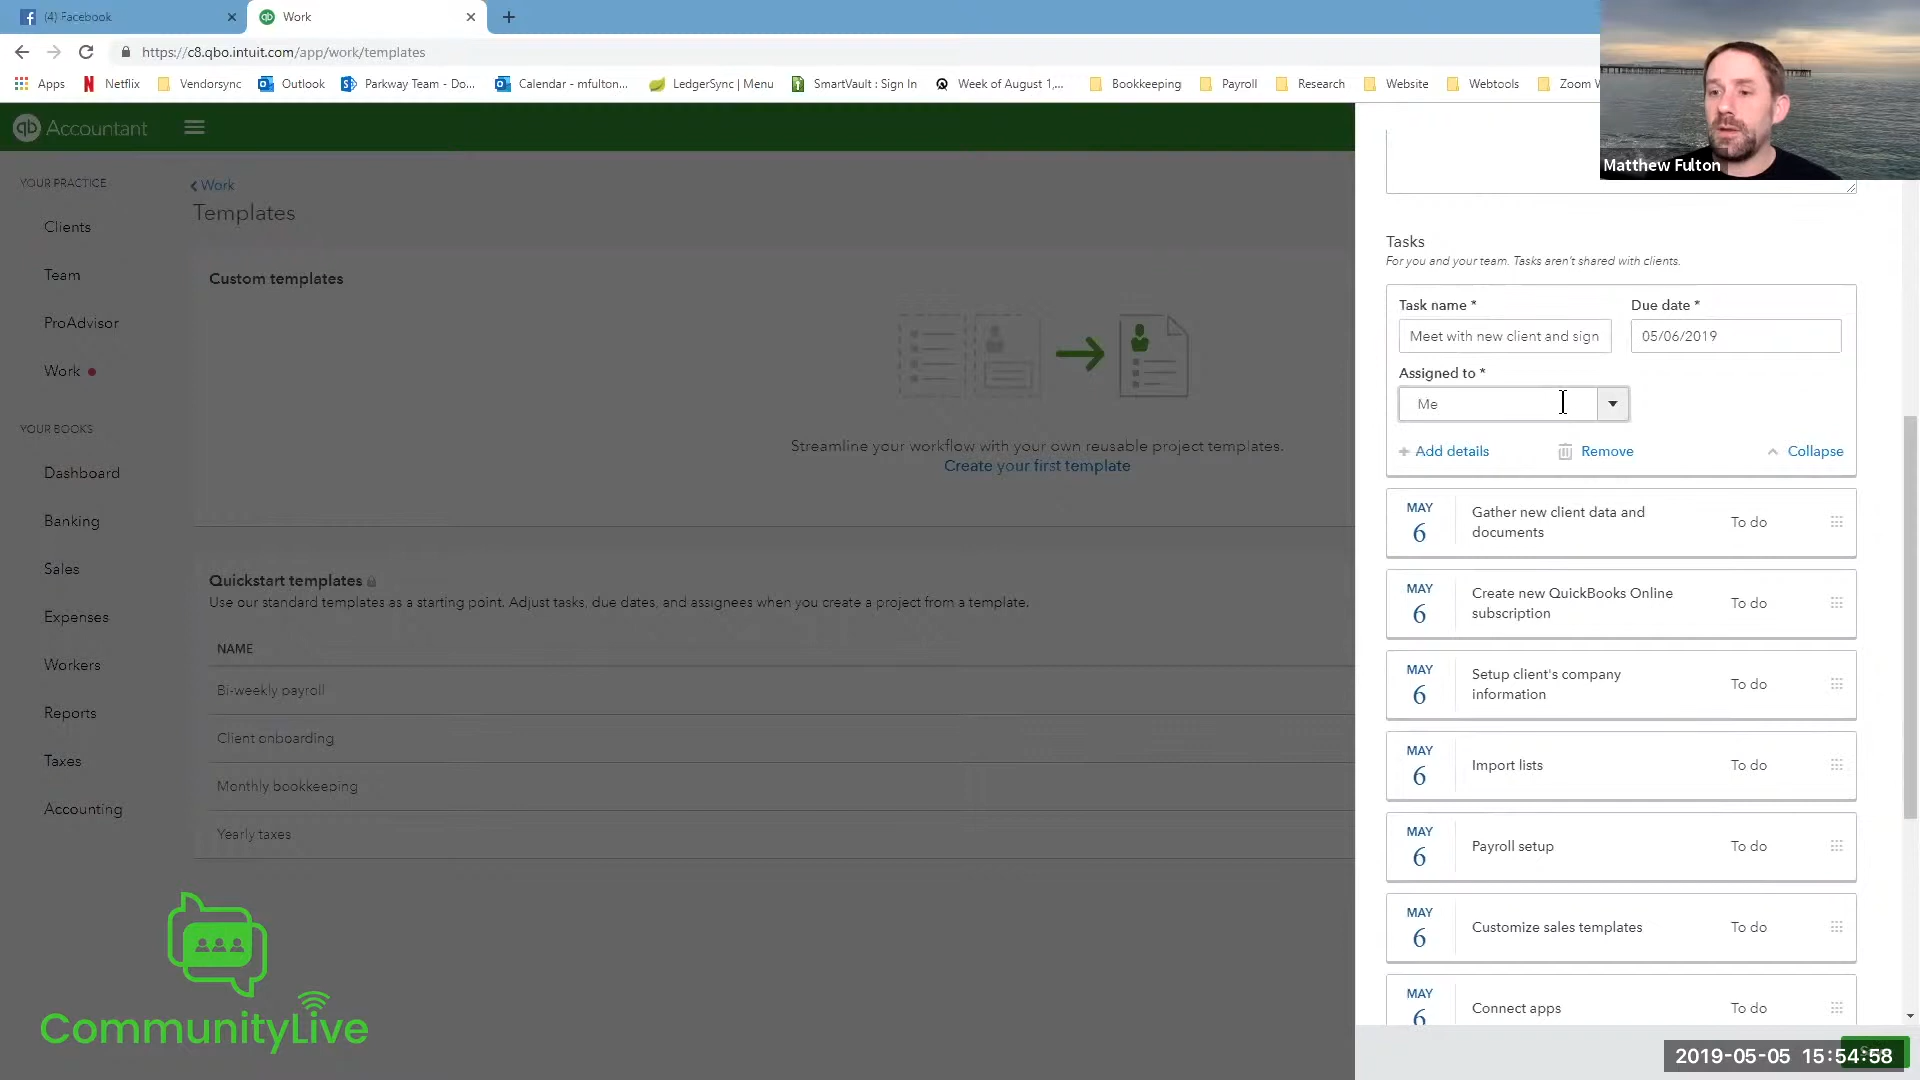 (4) Facebook
Work
https://c8.qbo.intuit.com/app/work/templates
Apps
Netflix
Vendorsync
Outlook
Parkway Team - Do...
Calendar - mfulton...
LedgerSync | Menu
SmartVault : Sign In
Week of August 1,...
Bookkeeping
Payroll
Research
Website
Webtools
Zoom W
Matthew Fulton
qb Accountant
YOUR PRACTICE
Clients
Team
ProAdvisor
Work
YOUR BOOKS
Dashboard
Banking
Sales
Expenses
Workers
Reports
Taxes
Accounting
Work
Templates
Custom templates
Streamline your workflow with your own reusable project templates.
Create your first template
Quickstart templates
Use our standard templates as a starting point. Adjust tasks, due dates, and assignees when you create a project from a template.
NAME
Bi-weekly payroll
Client onboarding
Monthly bookkeeping
Yearly taxes
Tasks
For you and your team. Tasks aren't shared with clients.
Task name * Due date *
Meet with new client and sign 05/06/2019
Assigned to *
Me
+ Add details Remove Collapse
MAY
6
Gather new client data and
documents
To do
MAY
6
Create new QuickBooks Online
subscription
To do
MAY
6
Setup client's company
information
To do
MAY
6
Import lists
To do
MAY
6
Payroll setup
To do
MAY
6
Customize sales templates
To do
MAY
6
Connect apps
To do
CommunityLive
2019-05-05 15:54:58